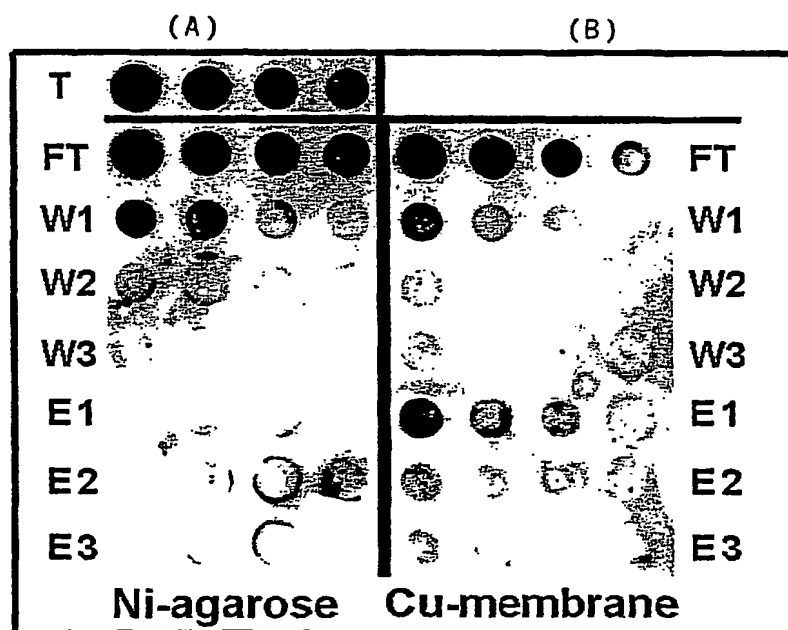 (A) (B)
T
FT FT
W1 W1
W2 W2
W3 W3
E1 E1
E2 E2
E3 E3
Ni-agarose Cu-membrane